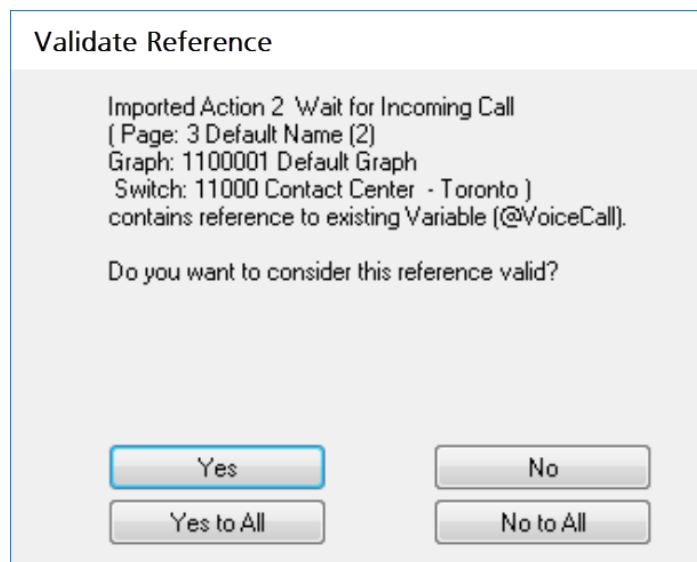 Validate Reference
Imported Action 2  Wait for Incoming Call
( Page: 3 Default Name (2)
Graph: 1100001 Default Graph
 Switch: 11000 Contact Center  - Toronto )
contains reference to existing Variable (@VoiceCall).
Do you want to consider this reference valid?
Yes
No
Yes to All
No to All